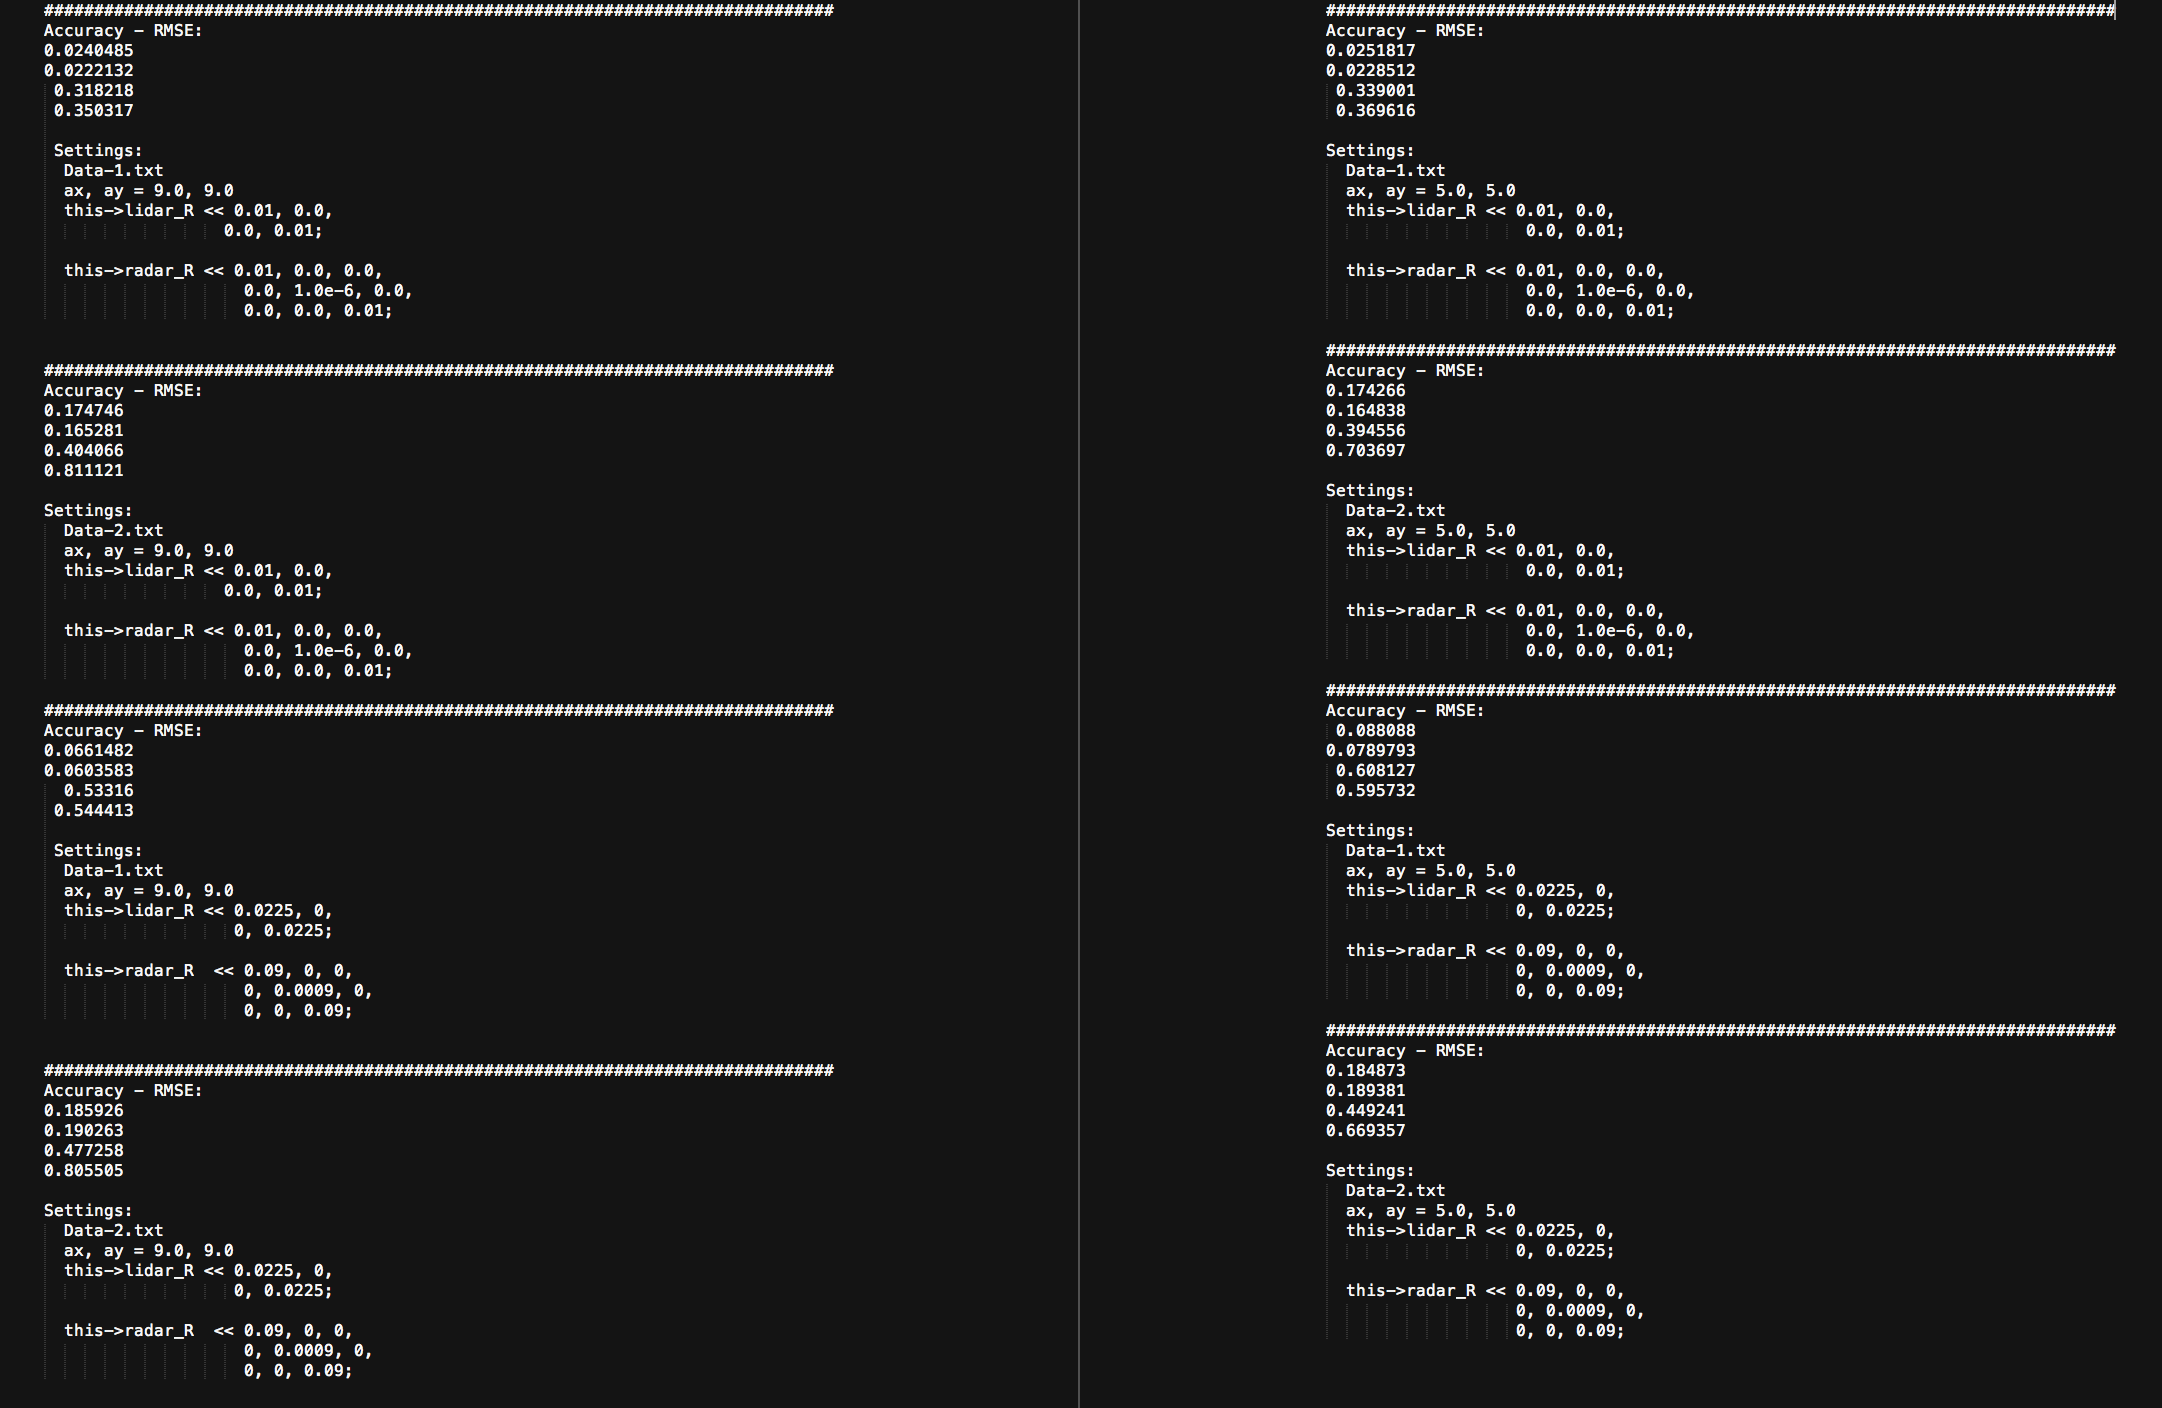 ###############################################################################
Accuracy - RMSE:
0.0240485
0.0222132
0.318218
0.350317
Settings:
Data-1.txt
ax, ay = 9.0, 9.0
this->lidar_R << 0.01, 0.0,
0.0, 0.01;
this->radar_R << 0.01, 0.0, 0.0,
0.0, 1.0e-6, 0.0,
0.0, 0.0, 0.01;
###############################################################################
Accuracy - RMSE:
0.174746
0.165281
0.404066
0.811121
Settings:
Data-2.txt
ax, ay = 9.0, 9.0
this->lidar_R << 0.01, 0.0,
0.0, 0.01;
this->radar_R << 0.01, 0.0, 0.0,
0.0, 1.0e-6, 0.0,
0.0, 0.0, 0.01;
###############################################################################
Accuracy - RMSE:
0.0661482
0.0603583
0.53316
0.544413
Settings:
Data-1.txt
ax, ay = 9.0, 9.0
this->lidar_R << 0.0225, 0,
0, 0.0225;
this->radar_R  << 0.09, 0, 0,
0, 0.0009, 0,
0, 0, 0.09;
###############################################################################
Accuracy - RMSE:
0.185926
0.190263
0.477258
0.805505
Settings:
Data-2.txt
ax, ay = 9.0, 9.0
this->lidar_R << 0.0225, 0,
0, 0.0225;
this->radar_R  << 0.09, 0, 0,
0, 0.0009, 0,
0, 0, 0.09;
###############################################################################
Accuracy - RMSE:
0.0251817
0.0228512
0.339001
0.369616
Settings:
Data-1.txt
ax, ay = 5.0, 5.0
this->lidar_R << 0.01, 0.0,
0.0, 0.01;
this->radar_R << 0.01, 0.0, 0.0,
0.0, 1.0e-6, 0.0,
0.0, 0.0, 0.01;
###############################################################################
Accuracy - RMSE:
0.174266
0.164838
0.394556
0.703697
Settings:
Data-2.txt
ax, ay = 5.0, 5.0
this->lidar_R << 0.01, 0.0,
0.0, 0.01;
this->radar_R << 0.01, 0.0, 0.0,
0.0, 1.0e-6, 0.0,
0.0, 0.0, 0.01;
###############################################################################
Accuracy - RMSE:
0.088088
0.0789793
0.608127
0.595732
Settings:
Data-1.txt
ax, ay = 5.0, 5.0
this->lidar_R << 0.0225, 0,
0, 0.0225;
this->radar_R << 0.09, 0, 0,
0, 0.0009, 0,
0, 0, 0.09;
###############################################################################
Accuracy - RMSE:
0.184873
0.189381
0.449241
0.669357
Settings:
Data-2.txt
ax, ay = 5.0, 5.0
this->lidar_R << 0.0225, 0,
0, 0.0225;
this->radar_R << 0.09, 0, 0,
0, 0.0009, 0,
0, 0, 0.09;